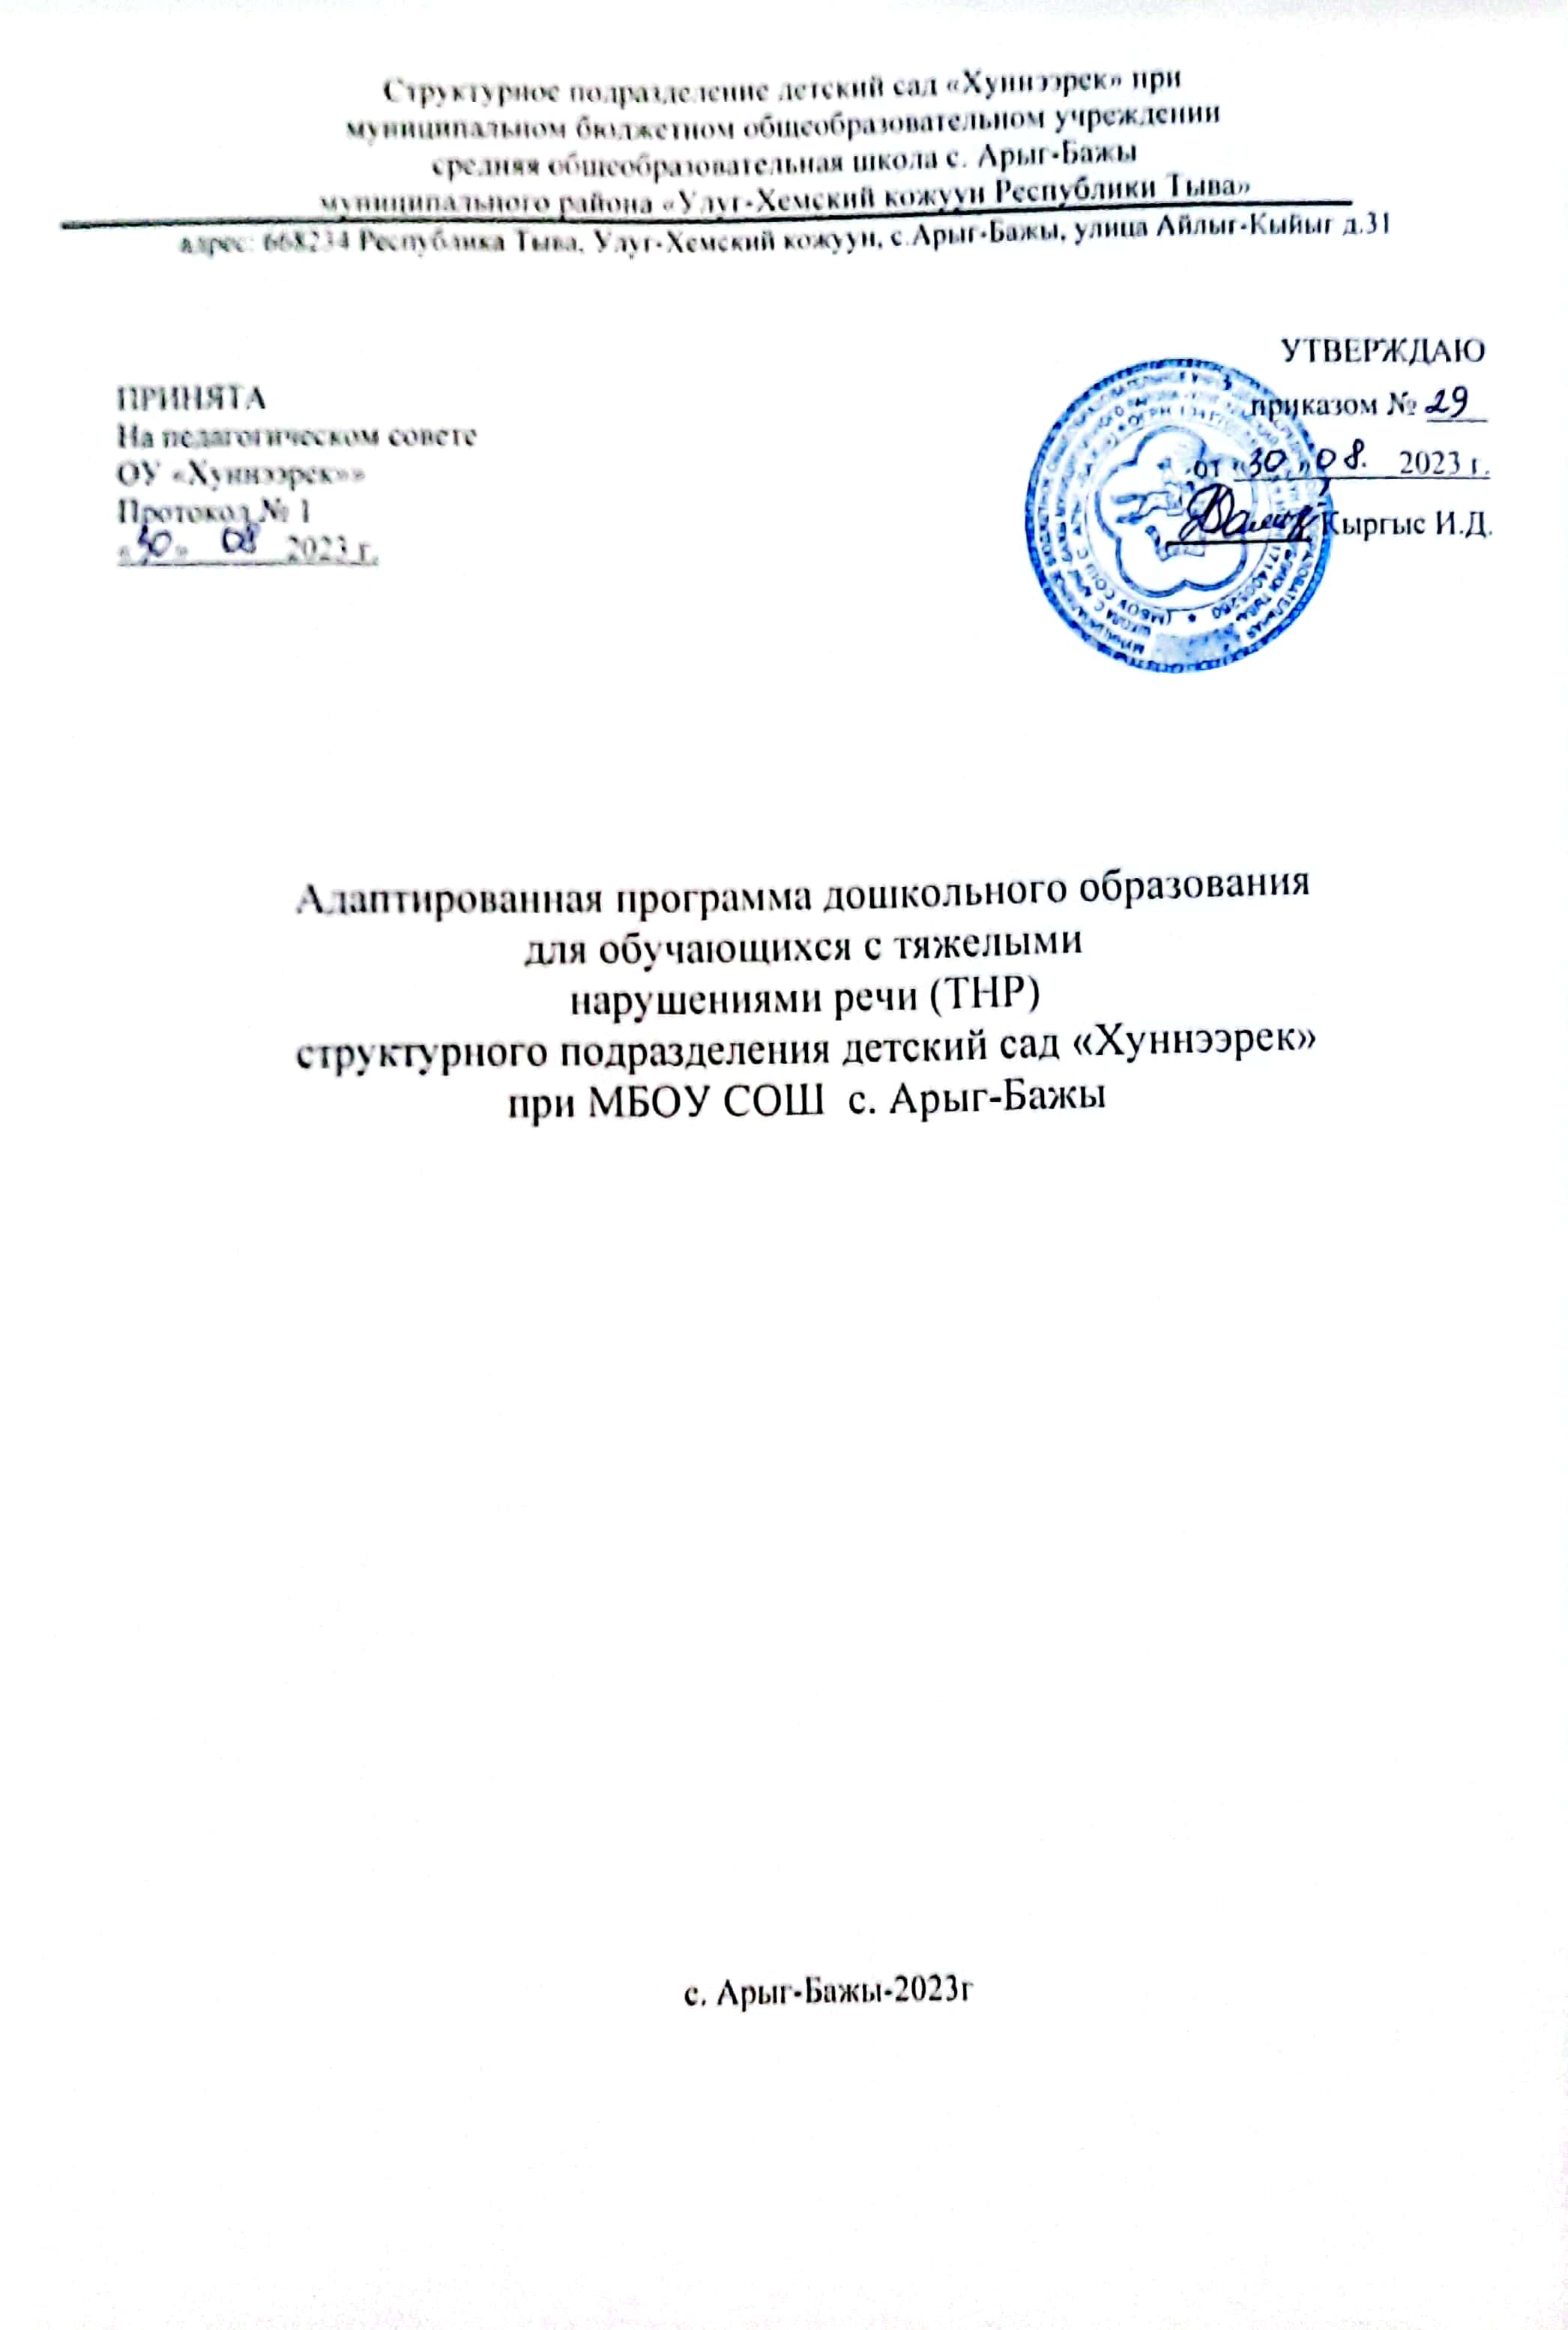 Структурное подразделение детский сад «Хуннээрек» при
муниципальном бюджетном общеобразовательном учреждении
средняя общеобразовательная школа с. Арыг-Бажы
муниципального района «Улуг-Хемский кожуун Республики Тыва»
адрес: 668234 Республика Тыва, Улуг-Хемский кожуун, с.Арыг-Бажы, улица Айлыг-Кыйыг д.31
ПРИНЯТА
На педагогическом совете
ОУ «Хуннээрек»»
Протокол № 1
«30» 08 2023 г.
УТВЕРЖДАЮ
приказом № 29
от «30» 08. 2023 г.
Кыргыс И.Д.
Адаптированная программа дошкольного образования
для обучающихся с тяжелыми
нарушениями речи (ТНР)
структурного подразделения детский сад «Хуннээрек»
при МБОУ СОШ с. Арыг-Бажы
с. Арыг-Бажы-2023г